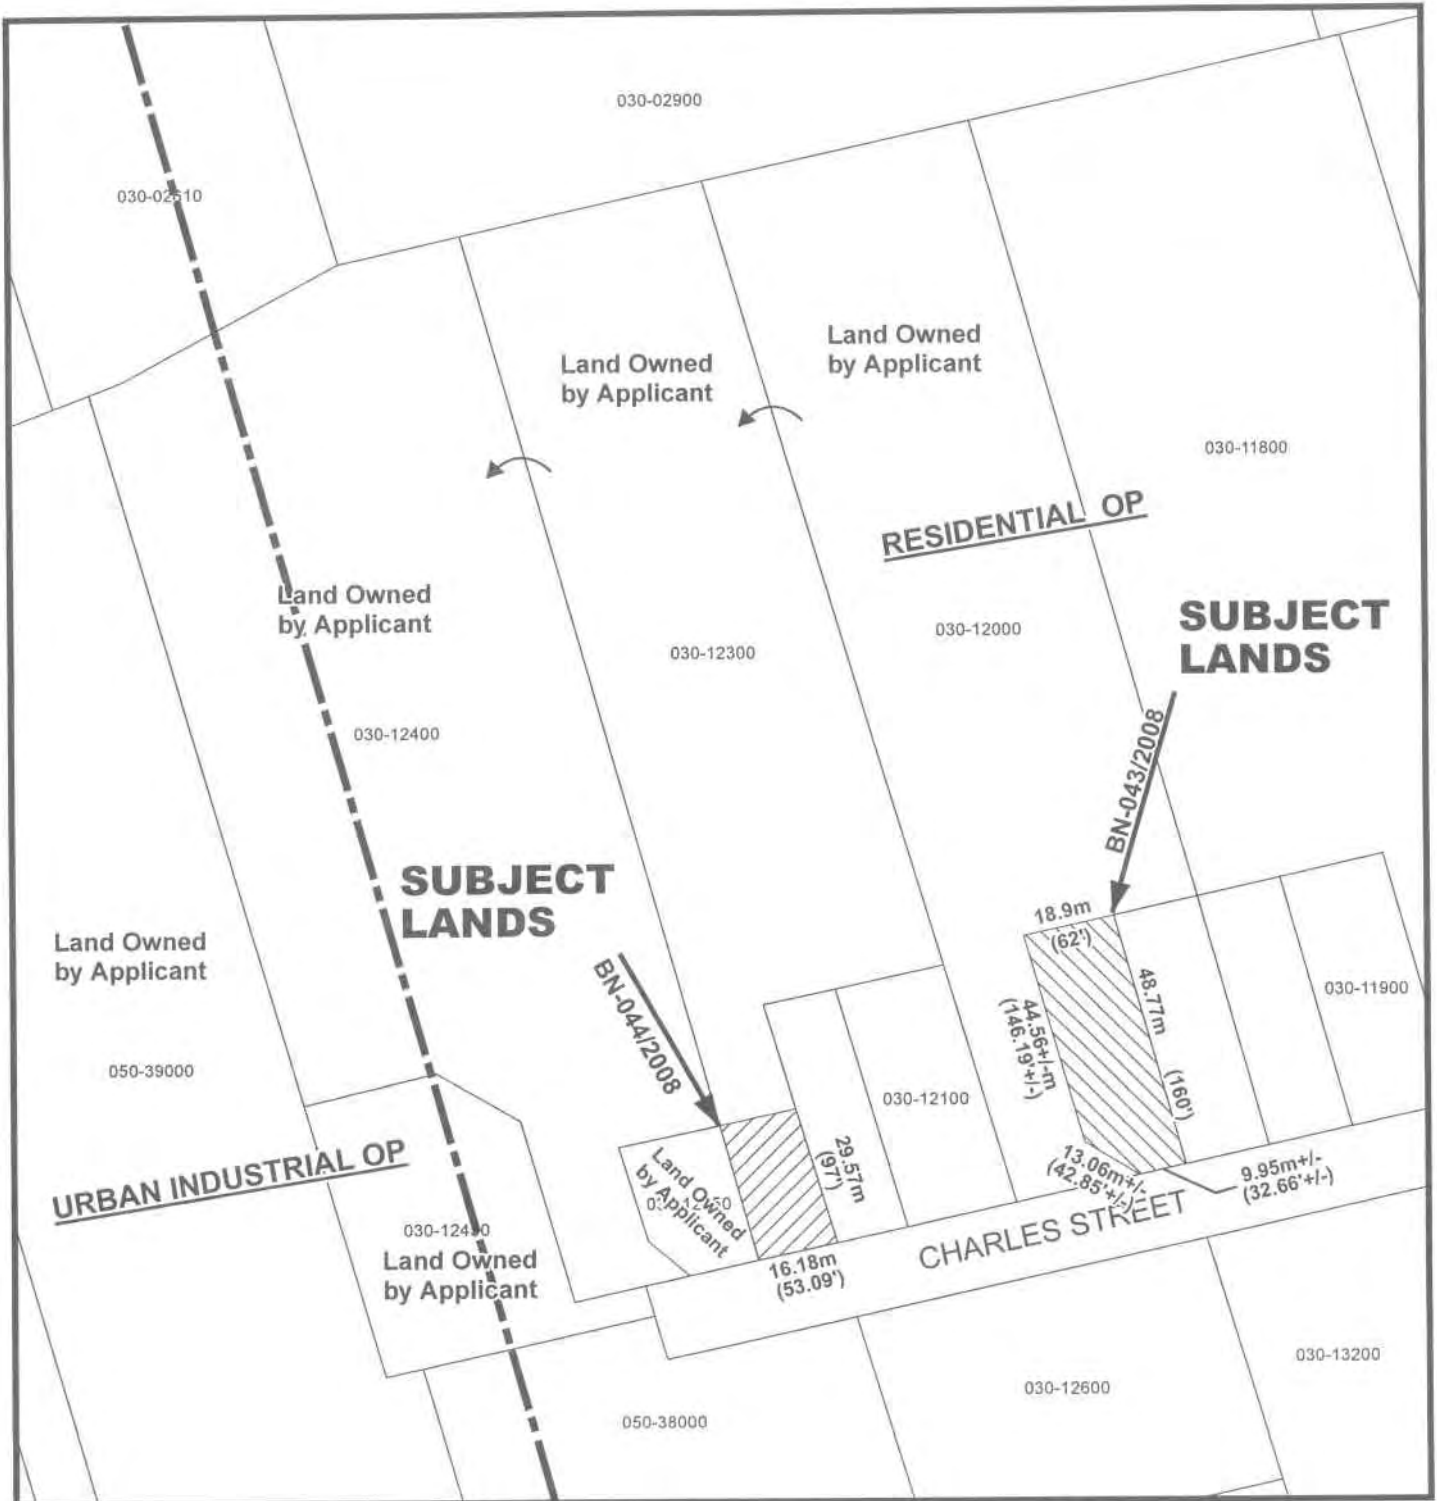 030-02900
030-02610
Land Owned
by Applicant
Land Owned
by Applicant
030-11800
RESIDENTIAL OP
Land Owned
by Applicant
SUBJECT
LANDS
030-12000
030-12300
030-12400
BN-043/2008
SUBJECT
LANDS
Land Owned
by Applicant
18.9m
(62')
BN-044/2008
48.77m
(160')
44.56+/-m
(146.19'+/-)
030-11900
050-39000
030-12100
29.57m
(97')
URBAN INDUSTRIAL OP
Land Owned
by Applicant
13.06m+/-
(42.85'+/-)
9.95m+/-
(32.66'+/-)
CHARLES STREET
Land Owned
by Applicant
16.18m
(53.09')
030-13200
030-12600
050-38000